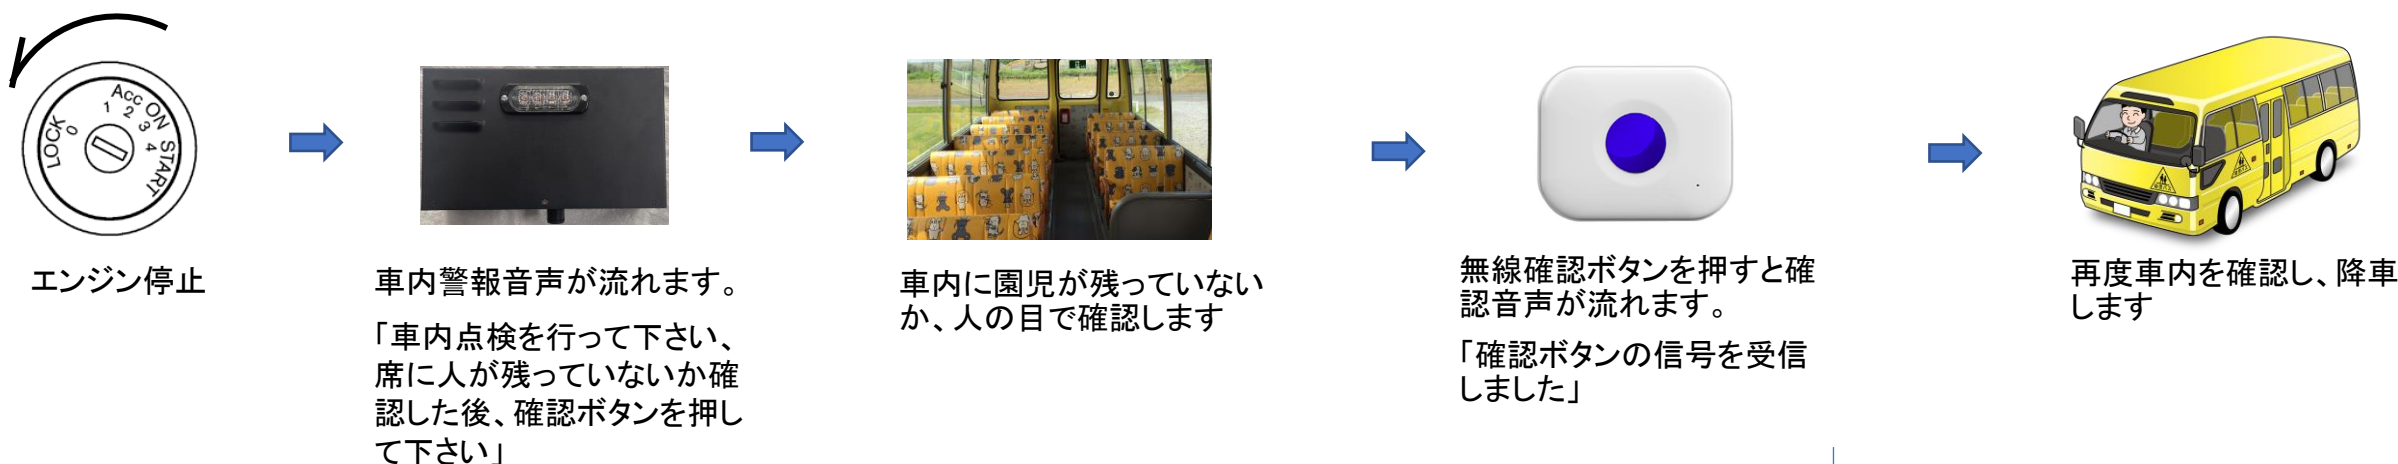 LOCK
0
1
Acc
2
ON
3
4
START
エンジン停止
車内警報音声が流れます。
「車内点検を行って下さい、
席に人が残っていないか確
認した後、確認ボタンを押し
て下さい」
車内に園児が残っていない
か、人の目で確認します
無線確認ボタンを押すと確
認音声が流れます。
「確認ボタンの信号を受信
しました」
再度車内を確認し、降車
します